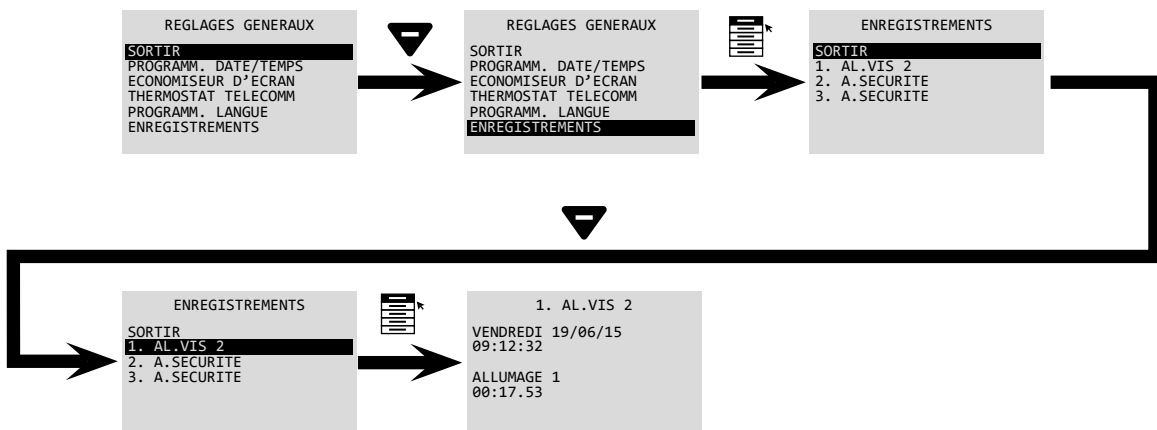 REGLAGES GENERAUX
SORTIR
PROGRAMM. DATE/TEMPS
ECONOMISEUR D’ECRAN
THERMOSTAT TELECOMM
PROGRAMM. LANGUE
ENREGISTREMENTS
REGLAGES GENERAUX
SORTIR
PROGRAMM. DATE/TEMPS
ECONOMISEUR D’ECRAN
THERMOSTAT TELECOMM
PROGRAMM. LANGUE
ENREGISTREMENTS
ENREGISTREMENTS
SORTIR
1. AL.VIS 2
2. A.SECURITE
3. A.SECURITE
ENREGISTREMENTS
SORTIR
1. AL.VIS 2
2. A.SECURITE
3. A.SECURITE
1. AL.VIS 2
VENDREDI 19/06/15
09:12:32
ALLUMAGE 1
00:17.53